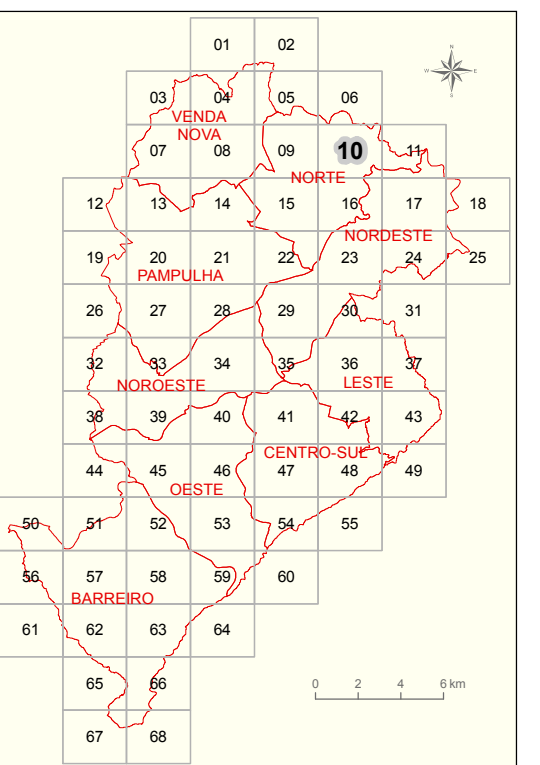 01 02
N
03 04 05 06
W E
S
VENDA
NOVA
07 08 09 10 11
NORTE
12 13 14 15 16 17 18
NORDESTE
19 20 21 22 23 24 25
PAMPULHA
26 27 28 29 30 31
32 33 34 35 36 37
NOROESTE LESTE
38 39 40 41 42 43
CENTRO-SUL
44 45 46 47 48 49
OESTE
50 51 52 53 54 55
56 57 58 59 60
BARREIRO
61 62 63 64
65 66
0 2 4 6 km
67 68